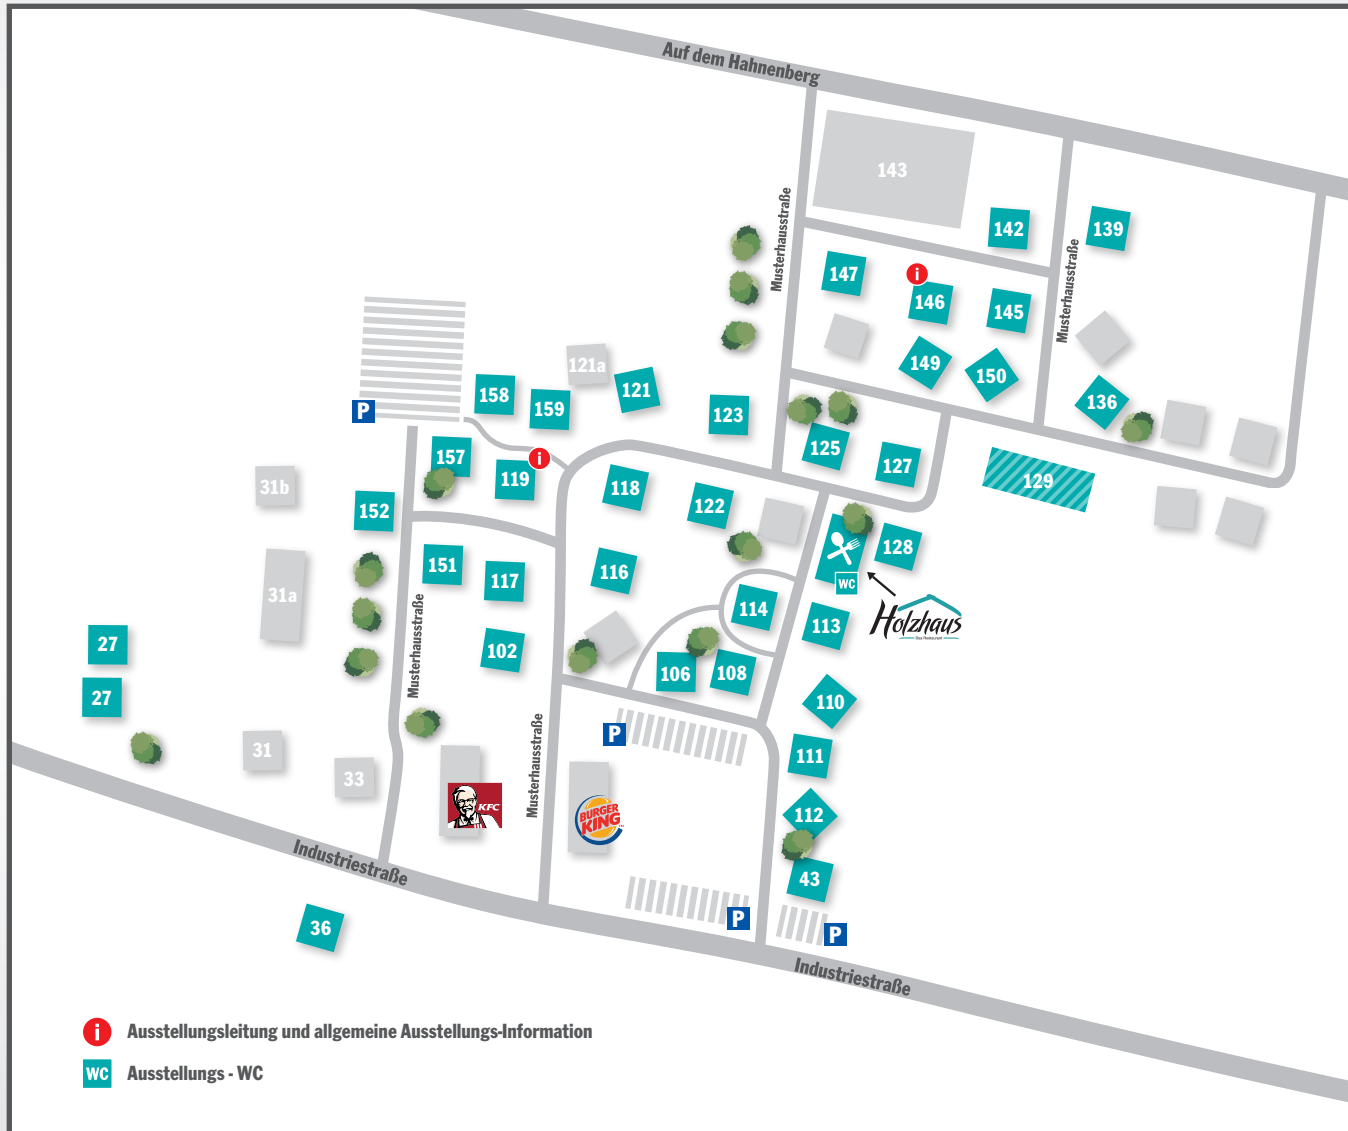 Auf dem Hahnenberg
143
Musterhausstraße
142
139
147
i
146
145
Musterhausstraße
149
150
136
121a
121
158
159
123
P
125
127
157
i
119
129
31b
118
122
152
128
WC
151
117
116
Holzhaus
Das Restaurant
31a
114
113
Musterhausstraße
27
102
106
108
27
110
P
Musterhausstraße
31
111
33
KFC
BURGER
KING
112
Industriestraße
43
P
P
36
Industriestraße
i Ausstellungsleitung und allgemeine Ausstellungs-Information
WC Ausstellungs - WC